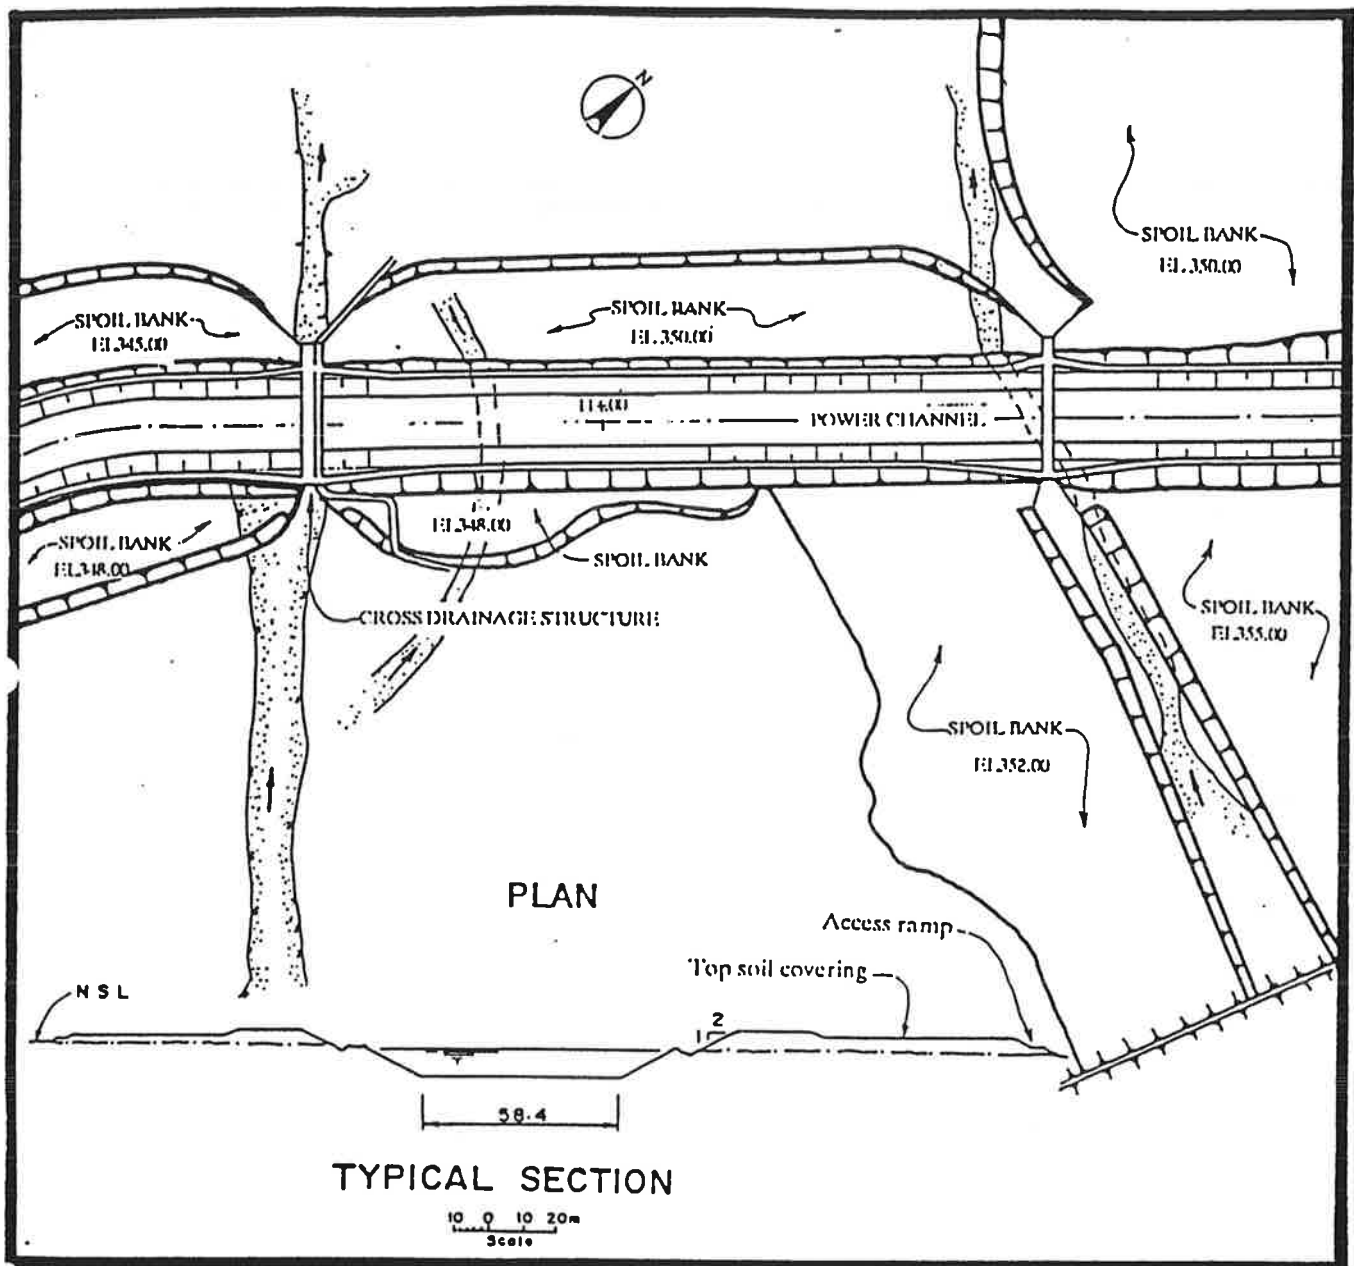 N
SPOIL BANK
EL.350.00
SPOIL BANK
EL.345.00
SPOIL BANK
EL.350.00
114.00
POWER CHANNEL
SPOIL BANK
EL.348.00
EL.348.00
SPOIL BANK
CROSS DRAINAGE STRUCTURE
SPOIL BANK
EL.355.00
SPOIL BANK
EL.352.00
PLAN
Access ramp
Top soil covering
N S L
1 2
58.4
TYPICAL SECTION
10 0 10 20m
Scale